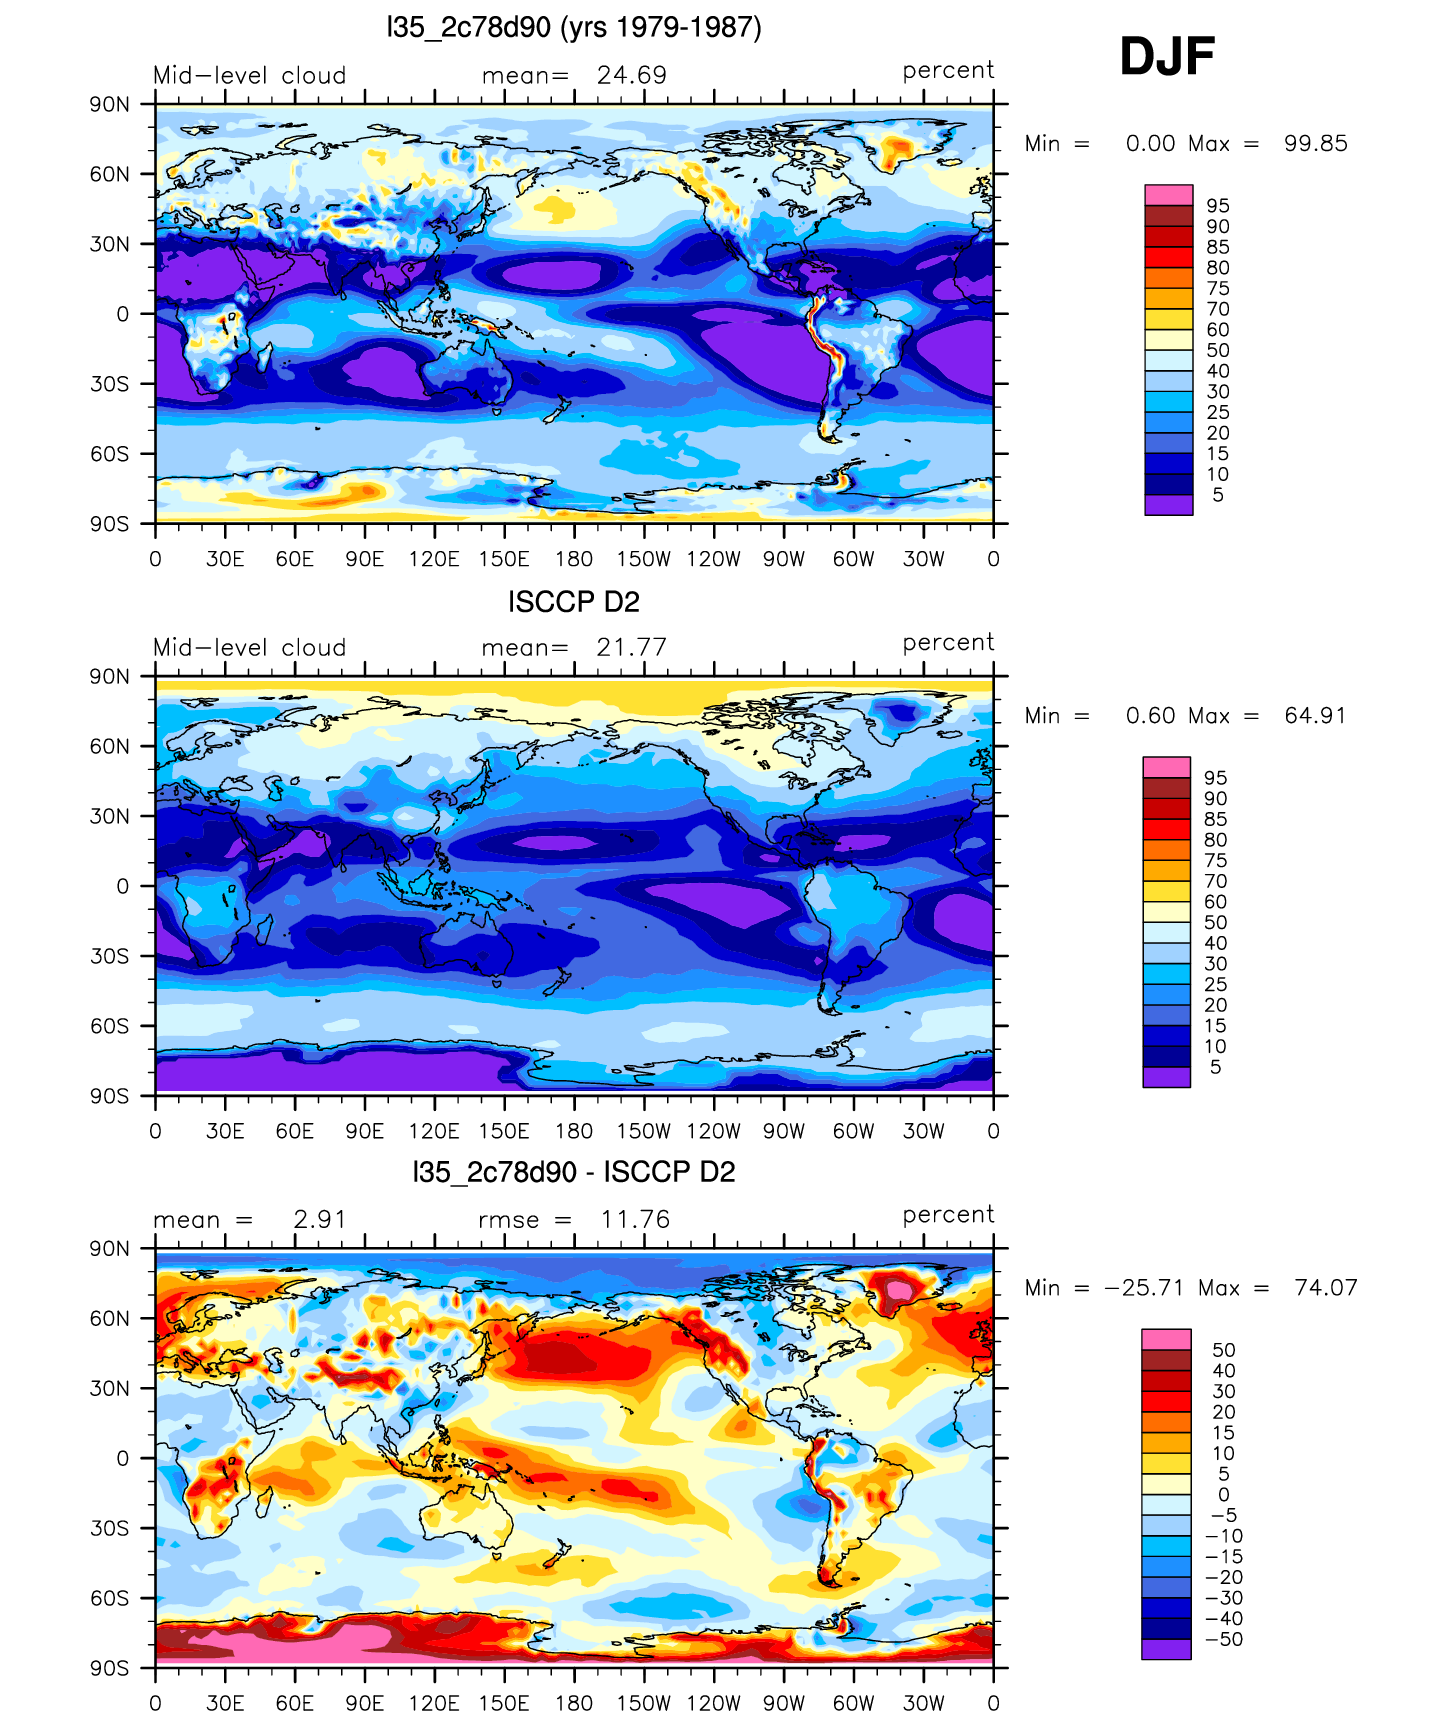 l35_2c78d90 (yrs 1979-1987)
DJF
Mid-level cloud mean= 24.69 percent
Min = 0.00 Max = 99.85
90N
60N
30N
0
30S
60S
90S
0 30E 60E 90E 120E 150E 180 150W 120W 90W 60W 30W 0
95
90
85
80
75
70
60
50
40
30
25
20
15
10
5
ISCCP D2
Mid-level cloud mean= 21.77 percent
Min = 0.60 Max = 64.91
90N
60N
30N
0
30S
60S
90S
0 30E 60E 90E 120E 150E 180 150W 120W 90W 60W 30W 0
95
90
85
80
75
70
60
50
40
30
25
20
15
10
5
l35_2c78d90 - ISCCP D2
mean = 2.91 rmse = 11.76 percent
Min = -25.71 Max = 74.07
90N
60N
30N
0
30S
60S
90S
0 30E 60E 90E 120E 150E 180 150W 120W 90W 60W 30W 0
50
40
30
20
15
10
5
0
-5
-10
-15
-20
-30
-40
-50